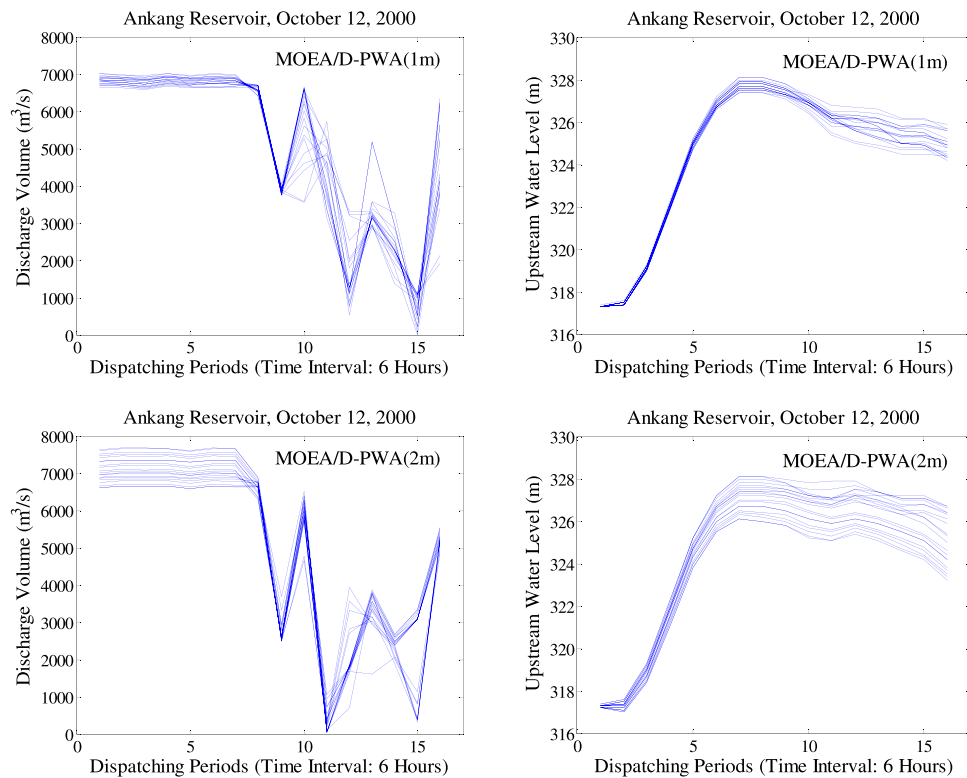 Ankang Reservoir, October 12, 2000
MOEA/D-PWA(1m)
Discharge Volume (m³/s)
8000
7000
6000
5000
4000
3000
2000
1000
0
0 5 10 15
Dispatching Periods (Time Interval: 6 Hours)
Ankang Reservoir, October 12, 2000
MOEA/D-PWA(1m)
Upstream Water Level (m)
330
328
326
324
322
320
318
316
0 5 10 15
Dispatching Periods (Time Interval: 6 Hours)
Ankang Reservoir, October 12, 2000
MOEA/D-PWA(2m)
Discharge Volume (m³/s)
8000
7000
6000
5000
4000
3000
2000
1000
0
0 5 10 15
Dispatching Periods (Time Interval: 6 Hours)
Ankang Reservoir, October 12, 2000
MOEA/D-PWA(2m)
Upstream Water Level (m)
330
328
326
324
322
320
318
316
0 5 10 15
Dispatching Periods (Time Interval: 6 Hours)